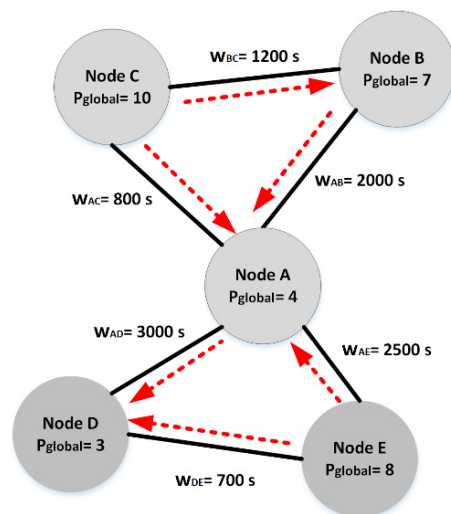 WBC= 1200 s
Node B
Pglobal= 7
Node C
Pglobal= 10
WAB= 2000 s
WAC= 800 s
Node A
Pglobal= 4
WAD= 3000 s
WAE= 2500 s
Node D
Pglobal= 3
Node E
Pglobal= 8
WDE= 700 s